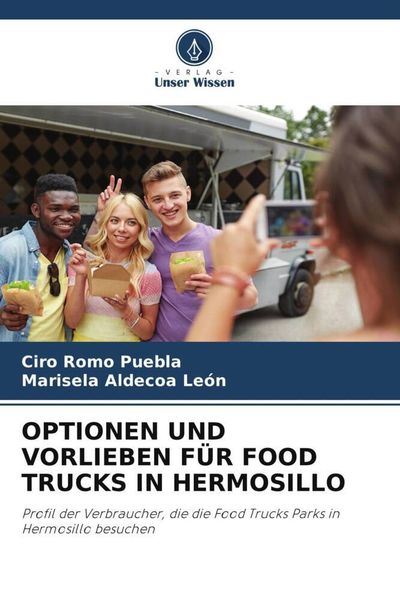 - VERLAG -
Unser Wissen
Ciro Romo Puebla
Marisela Aldecoa León
OPTIONEN UND
VORLIEBEN FÜR FOOD
TRUCKS IN HERMOSILLO
Profil der Verbraucher, die die Food Trucks Parks in
Hermosillo besuchen